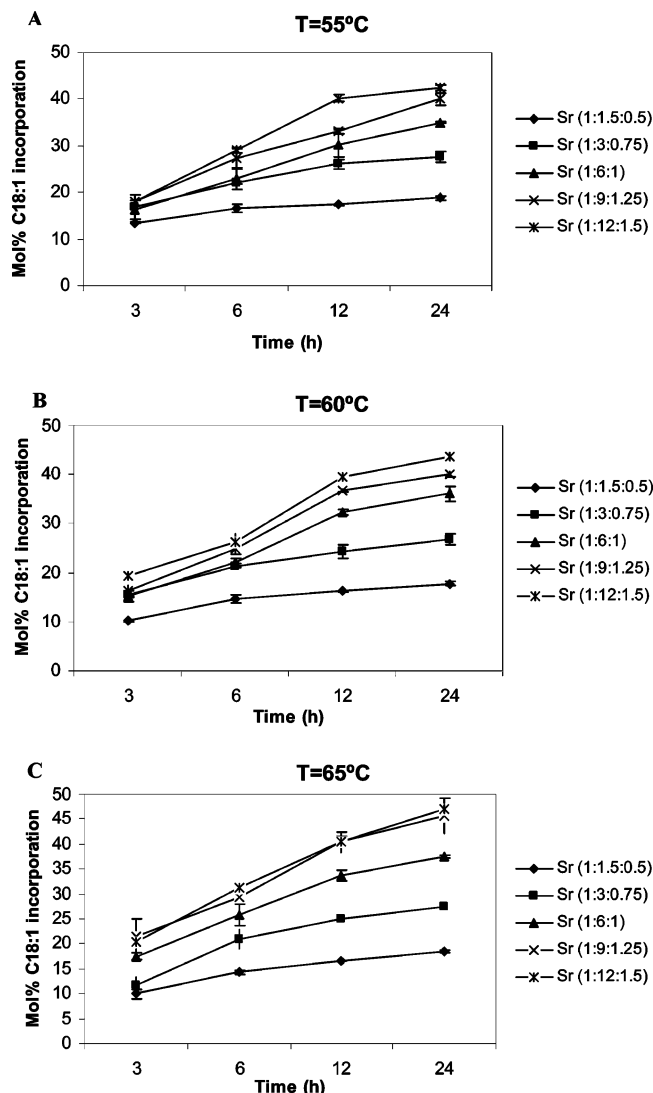 A
T=55ºC
Mol% C18:1 incorporation
50
40
30
20
10
0
3 6 12 24
Time (h)
Sr (1:1.5:0.5)
Sr (1:3:0.75)
Sr (1:6:1)
Sr (1:9:1.25)
Sr (1:12:1.5)
B
T=60ºC
Mol% C18:1 incorporation
50
40
30
20
10
0
3 6 12 24
Time (h)
Sr (1:1.5:0.5)
Sr (1:3:0.75)
Sr (1:6:1)
Sr (1:9:1.25)
Sr (1:12:1.5)
C
T=65ºC
Mol% C18:1 incorporation
50
45
40
35
30
25
20
15
10
5
0
3 6 12 24
Time (h)
Sr (1:1.5:0.5)
Sr (1:3:0.75)
Sr (1:6:1)
Sr (1:9:1.25)
Sr (1:12:1.5)